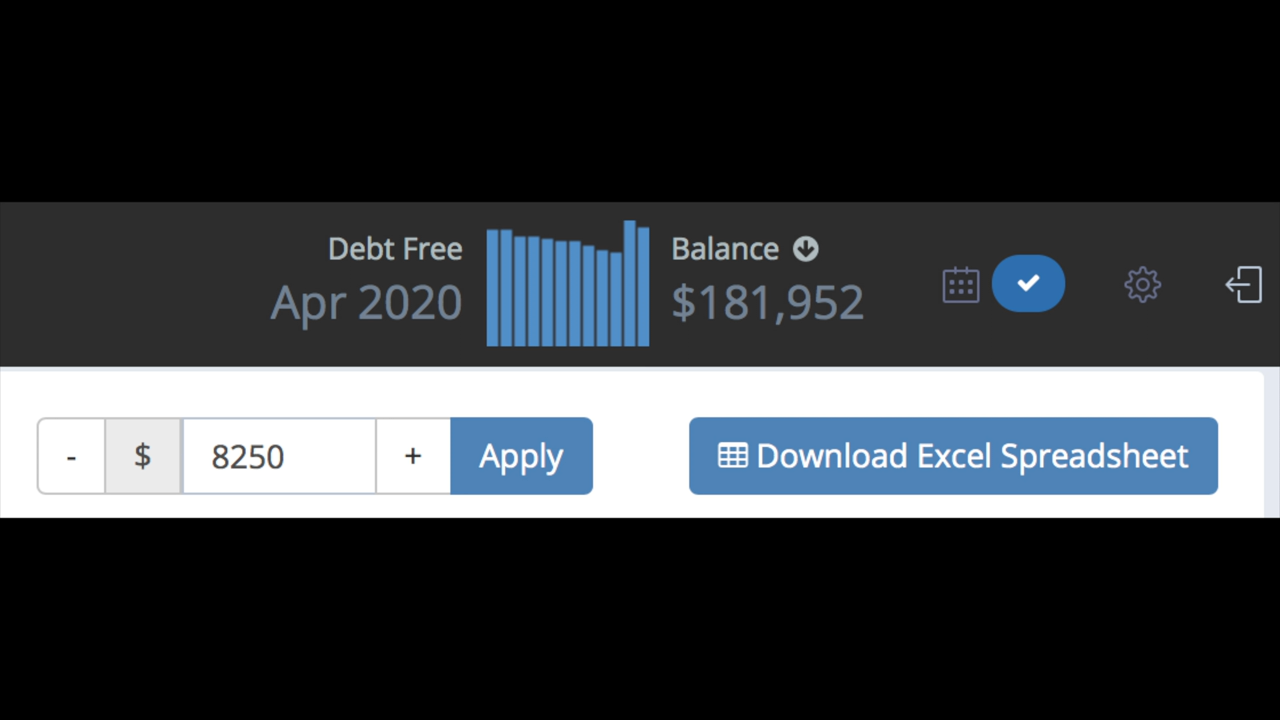 Debt Free
Apr 2020
Balance
$181,952
- $ 8250 + Apply
Download Excel Spreadsheet